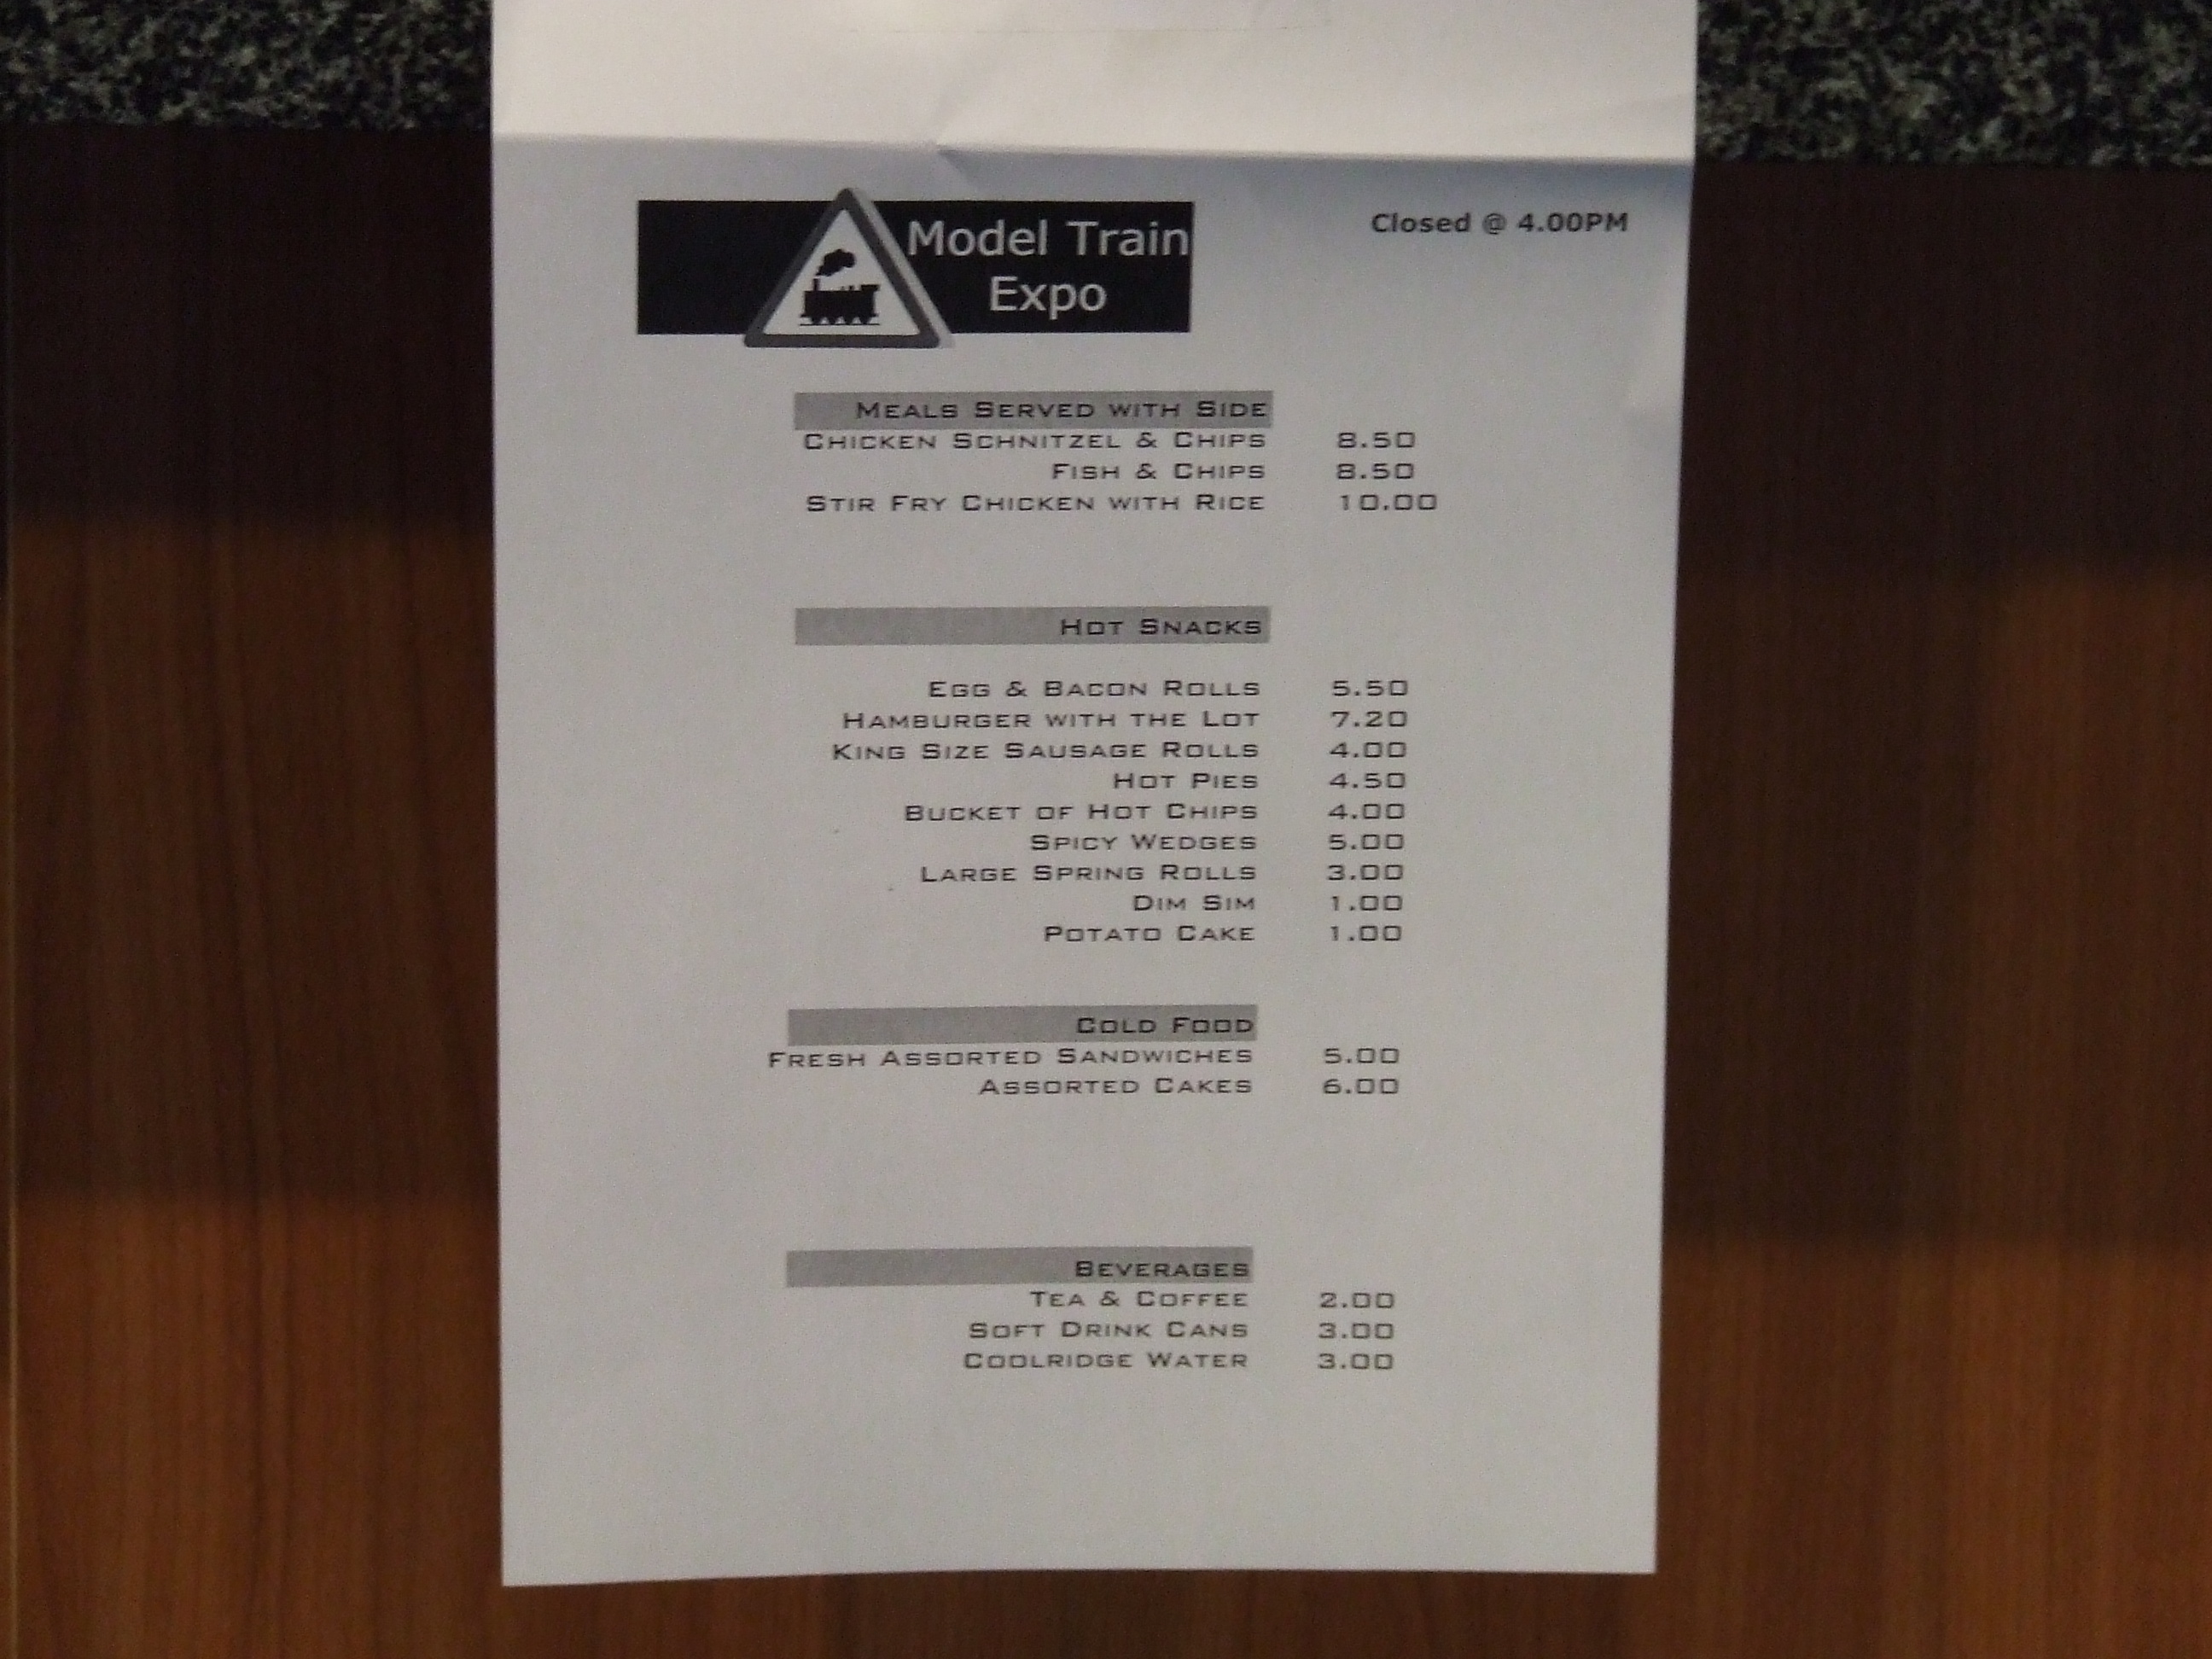 Model Train
Expo
Closed @ 4.00PM
MEALS SERVED WITH SIDE
CHICKEN SCHNITZEL & CHIPS 8.50
FISH & CHIPS 8.50
STIR FRY CHICKEN WITH RICE 10.00
HOT SNACKS
EGG & BACON ROLLS 5.50
HAMBURGER WITH THE LOT 7.20
KING SIZE SAUSAGE ROLLS 4.00
HOT PIES 4.50
BUCKET OF HOT CHIPS 4.00
SPICY WEDGES 5.00
LARGE SPRING ROLLS 3.00
DIM SIM 1.00
POTATO CAKE 1.00
COLD FOOD
FRESH ASSORTED SANDWICHES 5.00
ASSORTED CAKES 6.00
BEVERAGES
TEA & COFFEE 2.00
SOFT DRINK CANS 3.00
COOLRIDGE WATER 3.00